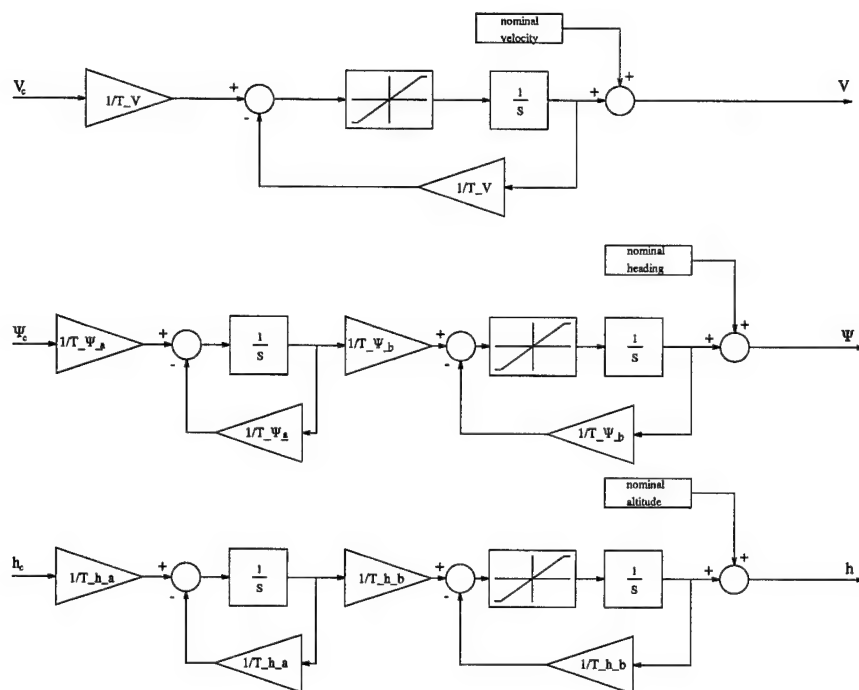 nominal
velocity
V_c
1/T_V
+
-
1
S
+
+
V
1/T_V
nominal
heading
Ψ_c
1/T_Ψ_a
+
-
1
S
1/T_Ψ_b
+
-
1
S
+
+
Ψ
1/T_Ψ_a
1/T_Ψ_b
nominal
altitude
h_c
1/T_h_a
+
-
1
S
1/T_h_b
+
-
1
S
+
+
h
1/T_h_a
1/T_h_b